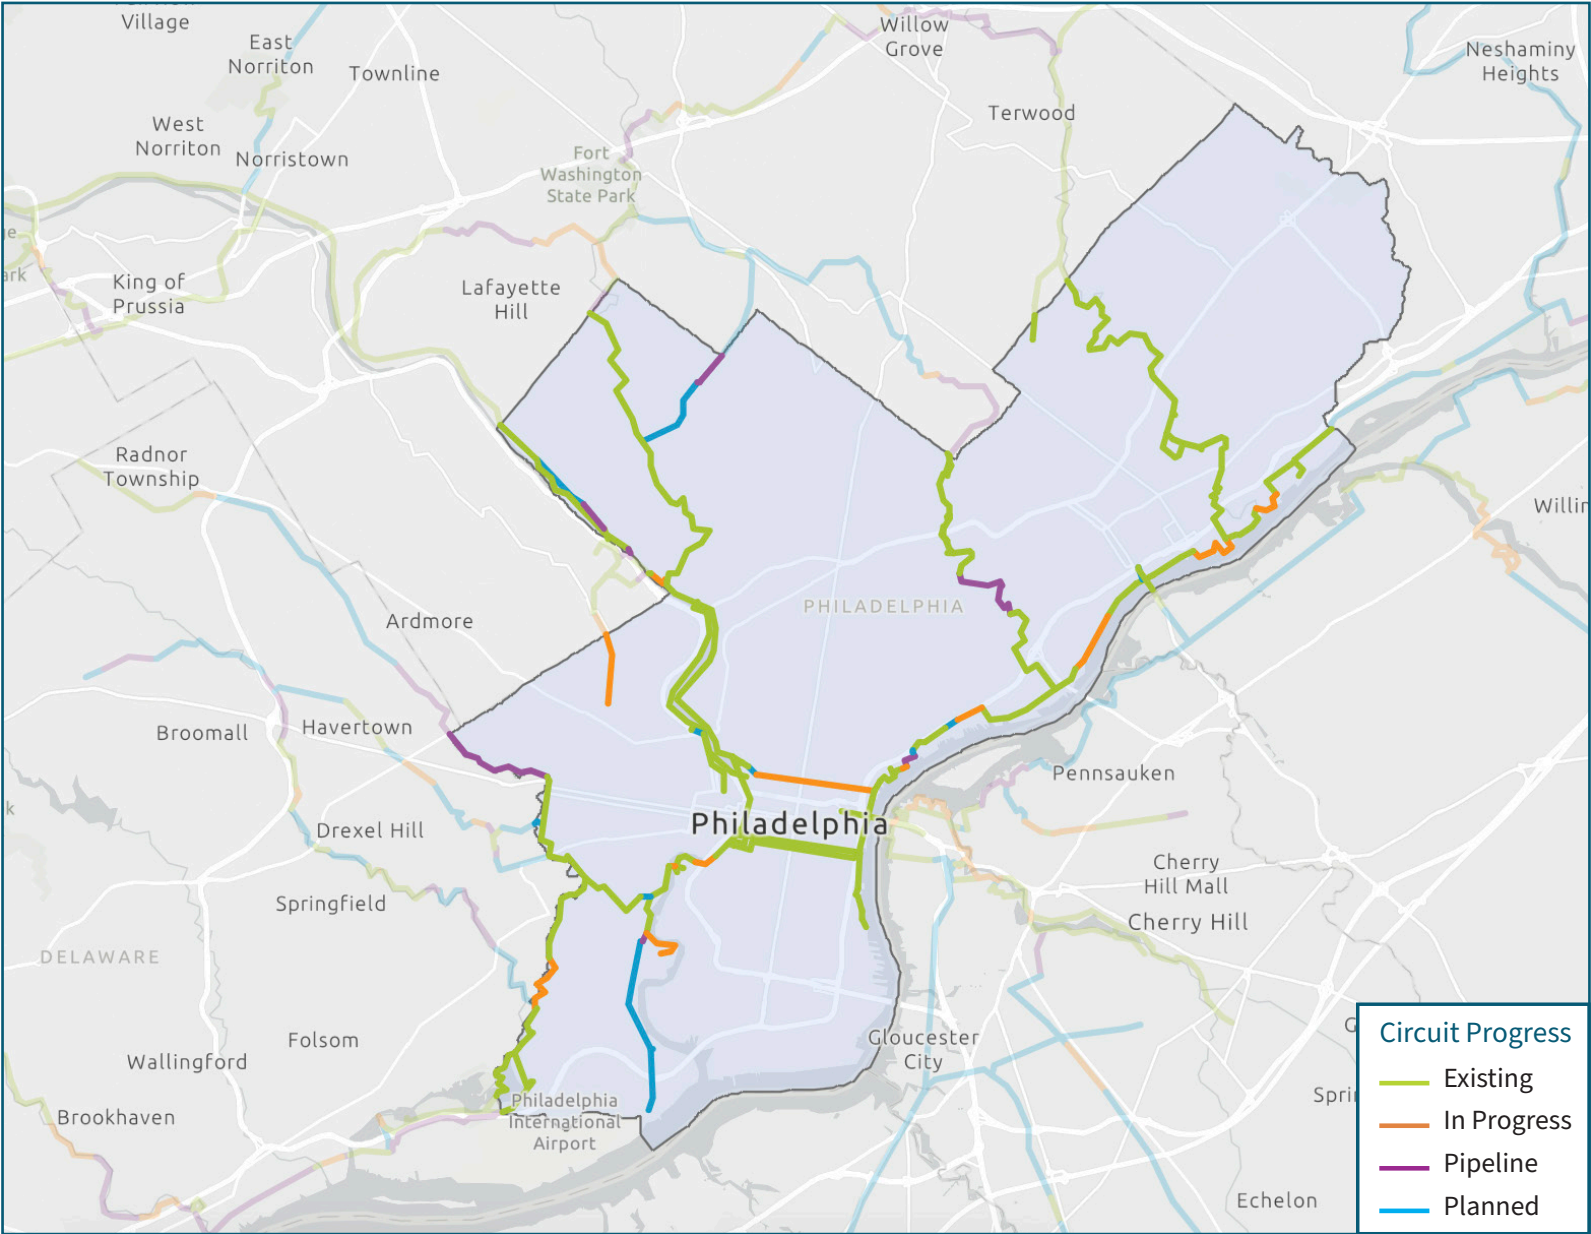 Village
Willow
Grove
East
Norriton
Townline
Neshaminy
Heights
Terwood
West
Norriton
Norristown
Fort
Washington
State Park
King of
Prussia
Lafayette
Hill
Radnor
Township
Ardmore
PHILADELPHIA
Broomall
Havertown
Pennsauken
Drexel Hill
Philadelphia
Cherry
Hill Mall
Springfield
Cherry Hill
DELAWARE
Folsom
Wallingford
Gloucester
City
Brookhaven
Philadelphia
International
Airport
Echelon
Circuit Progress
Existing
In Progress
Pipeline
Planned